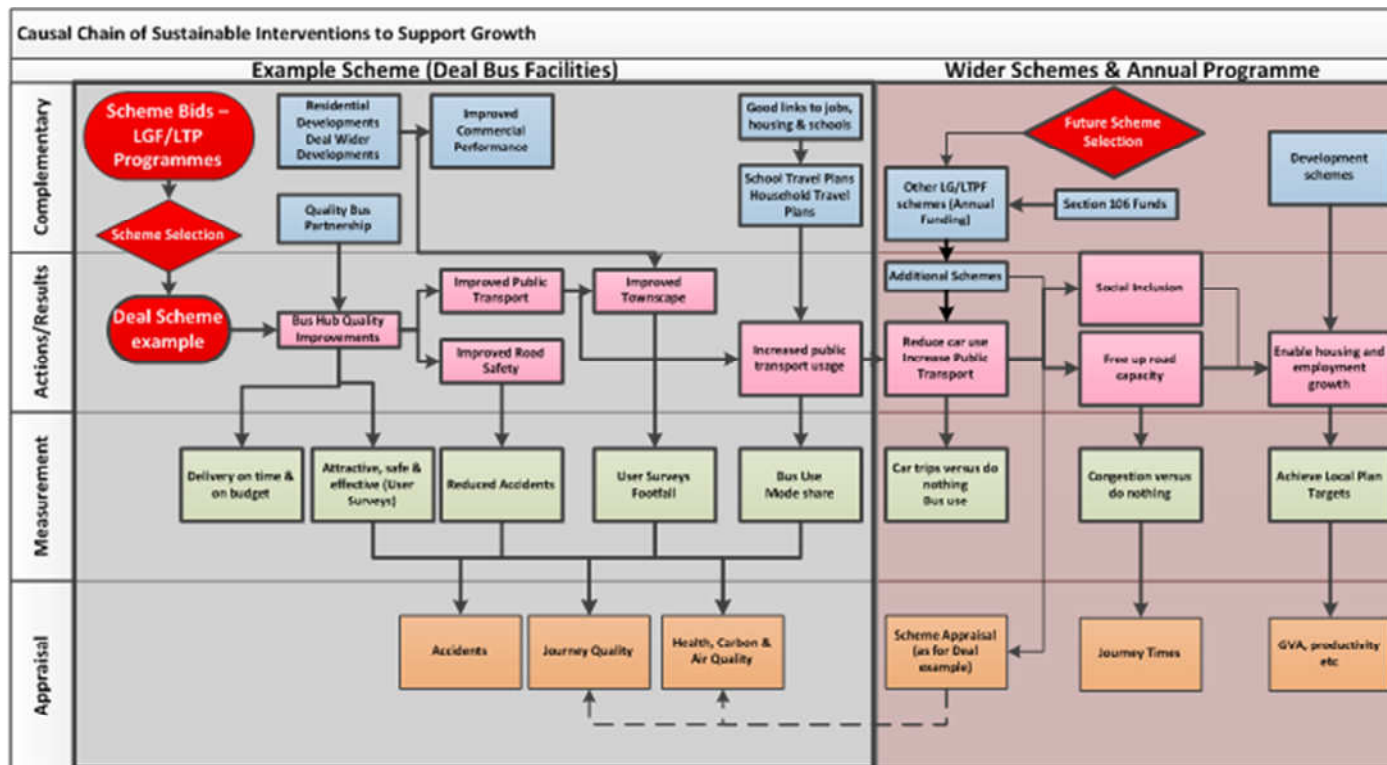 Causal Chain of Sustainable Interventions to Support Growth
Example Scheme (Deal Bus Facilities)
Wider Schemes & Annual Programme
Complementary
Scheme Bids –
LGF/LTP
Programmes
Residential
Developments
Deal Wider
Developments
Improved
Commercial
Performance
Good links to jobs,
housing & schools
Future Scheme
Selection
Development
schemes
School Travel Plans
Household Travel
Plans
Other LG/LTPF
schemes (Annual
Funding)
Section 106 Funds
Scheme Selection
Quality Bus
Partnership
Actions/Results
Deal Scheme
example
Bus Hub Quality
Improvements
Improved Public
Transport
Improved
Townscape
Improved Road
Safety
Increased public
transport usage
Additional Schemes
Reduce car use
Increase Public
Transport
Social Inclusion
Free up road
capacity
Enable housing and
employment
growth
Measurement
Delivery on time &
on budget
Attractive, safe &
effective (User
Surveys)
Reduced Accidents
User Surveys
Footfall
Bus Use
Mode share
Car trips versus do
nothing
Bus use
Congestion versus
do nothing
Achieve Local Plan
Targets
Appraisal
Accidents
Journey Quality
Health, Carbon &
Air Quality
Scheme Appraisal
(as for Deal
example)
Journey Times
GVA, productivity
etc